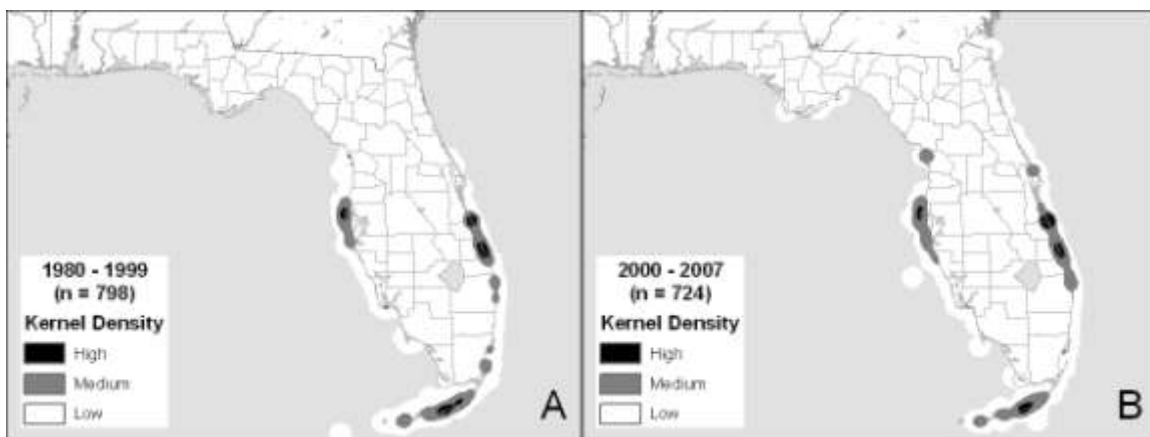 1980 - 1999
(n = 798)
Kernel Density
High
Medium
Low
A
2000 - 2007
(n = 724)
Kernel Density
High
Medium
Low
B